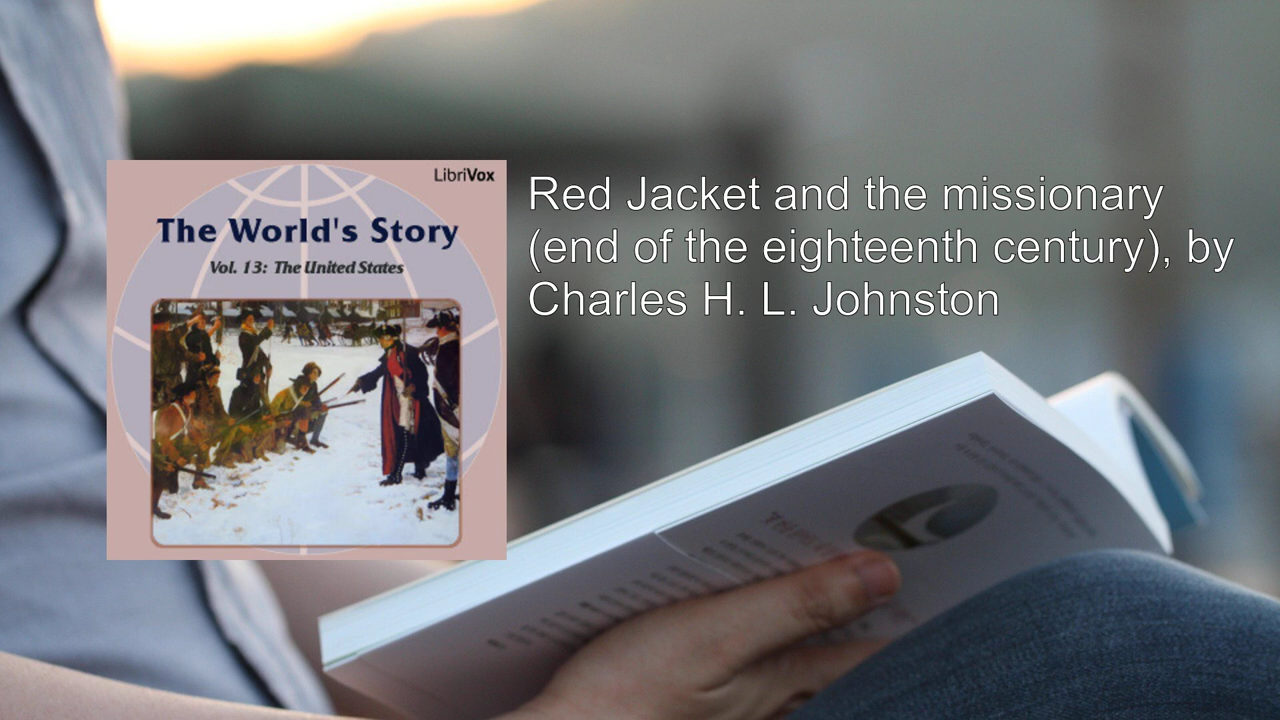 LibriVox
The World's Story
Vol. 13: The United States
Red Jacket and the missionary
(end of the eighteenth century), by
Charles H. L. Johnston